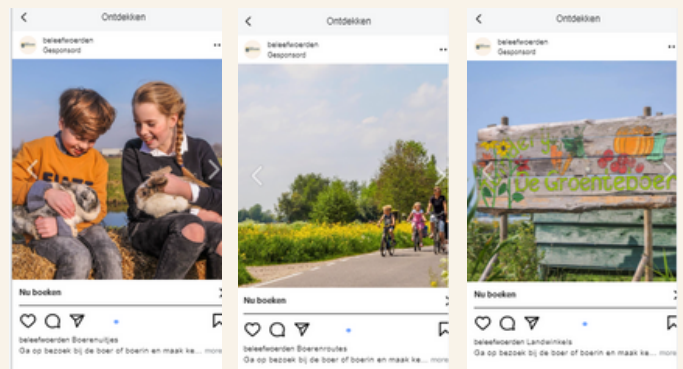 Ontdekken
beleefwoerden
Gesponsord
Nu boeken
beleefwoerden Boerenuitjes
Ga op bezoek bij de boer of boerin en maak ke... more
Ontdekken
beleefwoerden
Gesponsord
Nu boeken
beleefwoerden Boerenroutes
Ga op bezoek bij de boer of boerin en maak ke... more
Ontdekken
beleefwoerden
Gesponsord
De Groenteboer
Nu boeken
beleefwoerden Landwinkels
Ga op bezoek bij de boer of boerin en maak ke... more